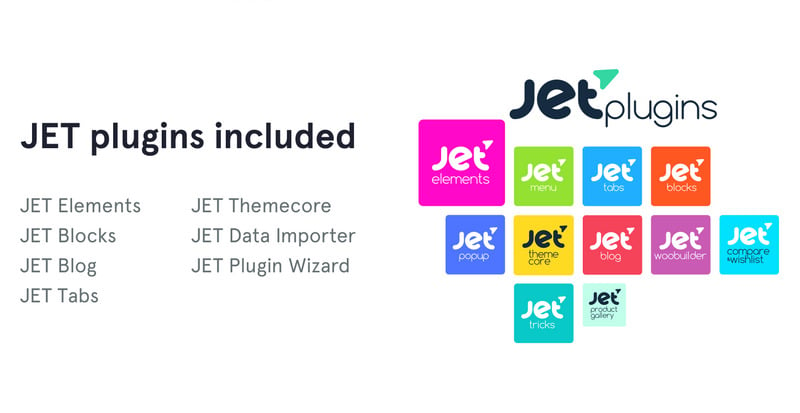 JET plugins included
JET Elements
JET Blocks
JET Blog
JET Tabs
JET Themecore
JET Data Importer
JET Plugin Wizard
Jet plugins
Jet
elements
Jet
menu
Jet
tabs
Jet
blocks
Jet
popup
Jet
theme
core
Jet
blog
Jet
woobuilder
Jet
compare
&wishlist
Jet
tricks
Jet
product
gallery